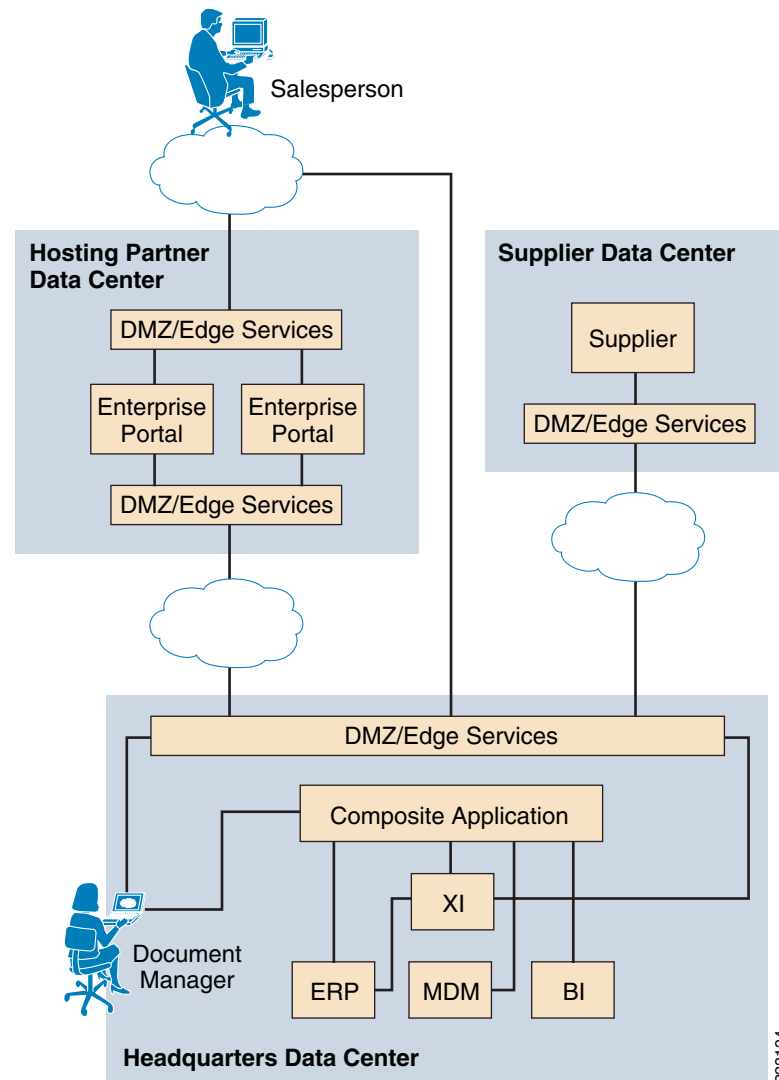 Salesperson
Hosting Partner
Data Center
DMZ/Edge Services
Enterprise
Portal
Enterprise
Portal
DMZ/Edge Services
Supplier Data Center
Supplier
DMZ/Edge Services
DMZ/Edge Services
Composite Application
XI
Document
Manager
ERP
MDM
BI
Headquarters Data Center